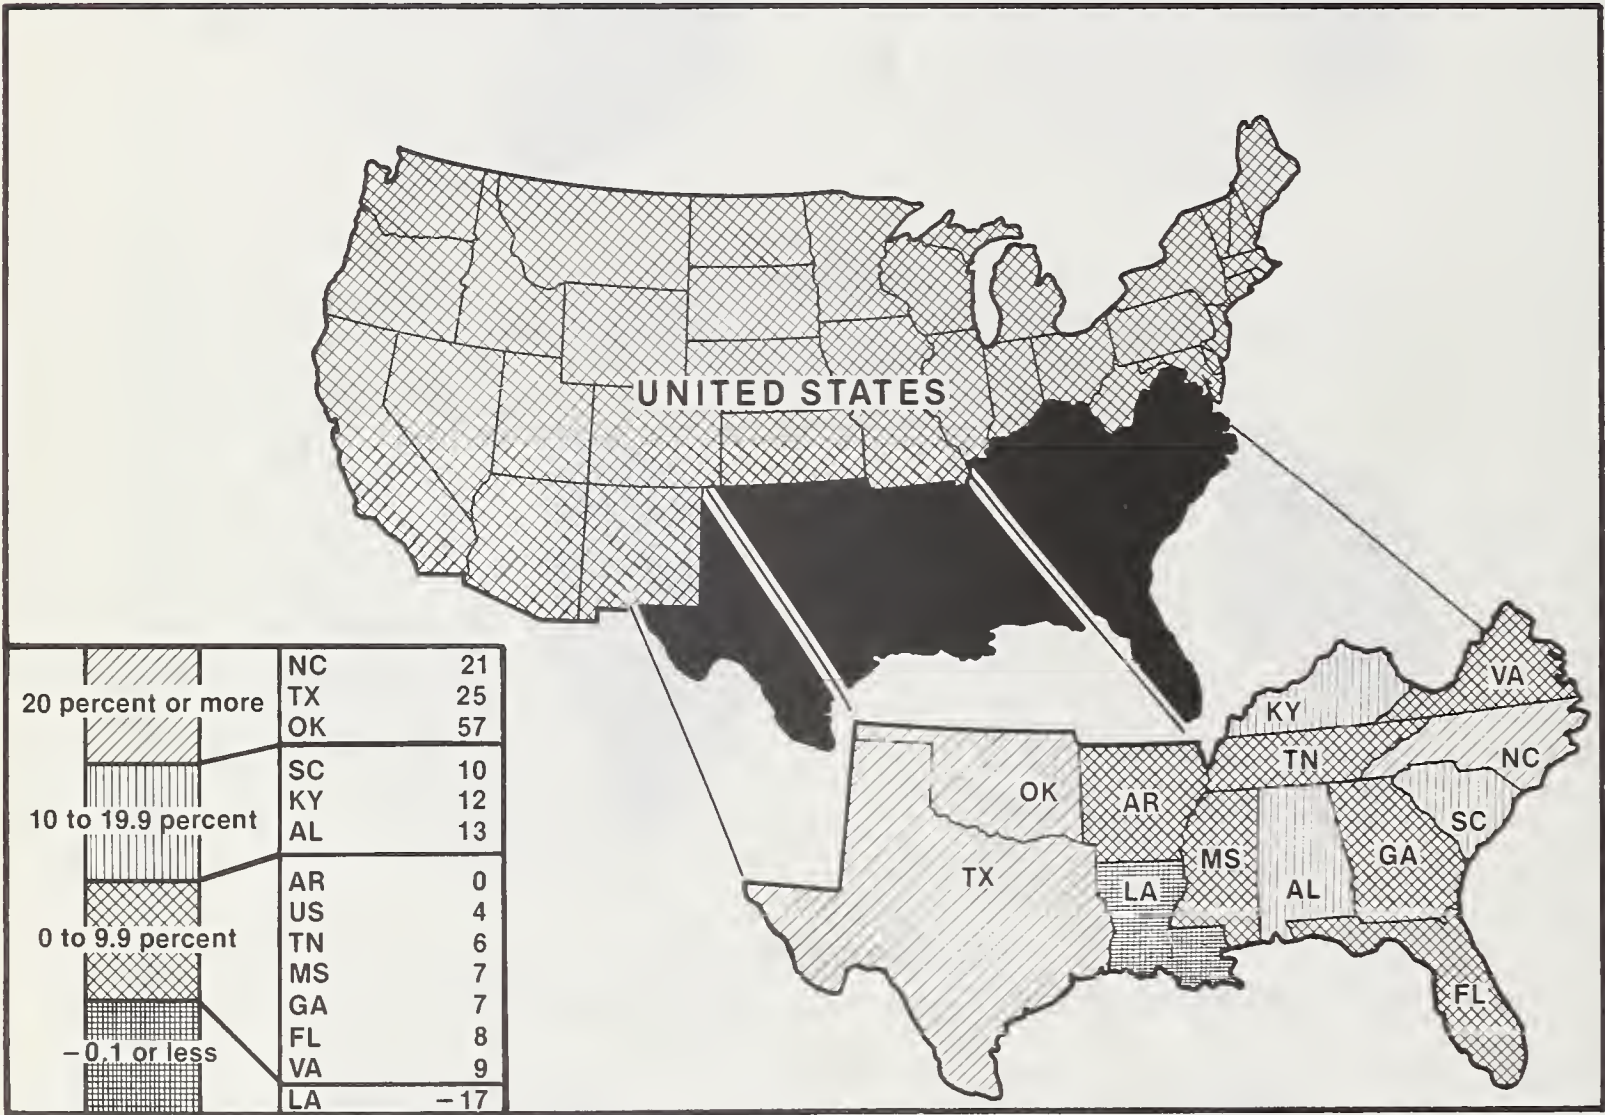 UNITED STATES
20 percent or more
NC 21
TX 25
OK 57
10 to 19.9 percent
SC 10
KY 12
AL 13
0 to 9.9 percent
AR 0
US 4
TN 6
MS 7
GA 7
FL 8
VA 9
−0.1 or less
LA −17
VA
KY
NC
TN
OK
AR
SC
MS
GA
TX
LA
AL
FL